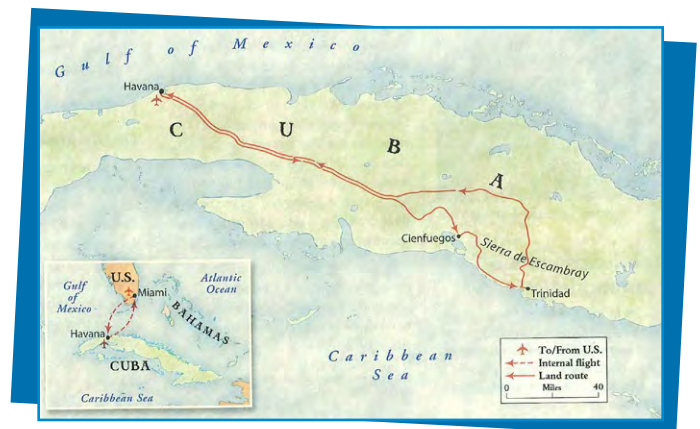 Gulf of Mexico
Havana
C U B A
Cienfuegos
Sierra de Escambray
Trinidad
Caribbean
Sea
U.S.
Miami
Gulf
of
Mexico
Atlantic
Ocean
BAHAMAS
Havana
CUBA
Caribbean Sea
To/From U.S.
Internal flight
Land route
0 Miles 40